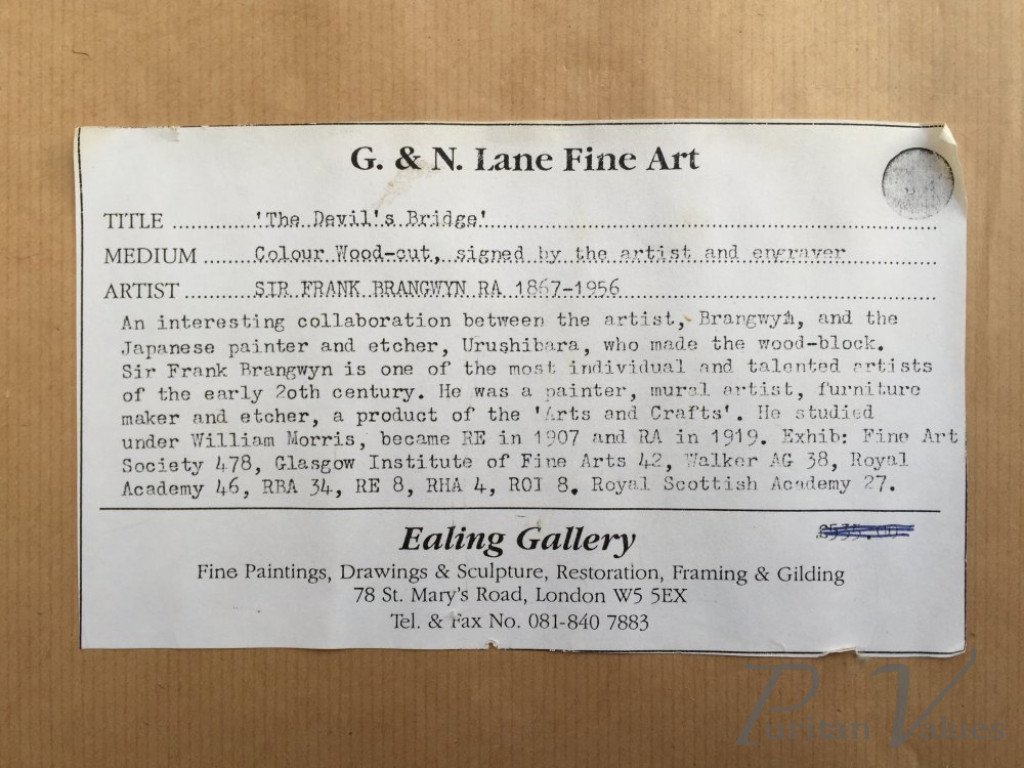 G. & N. Lane Fine Art
TITLE ............'The Devil's Bridge'
MEDIUM ......Colour Wood-cut, signed by the artist and engraver
ARTIST ..........SIR FRANK BRANGWYN RA 1867-1956
An interesting collaboration between the artist, Brangwyn, and the
Japanese painter and etcher, Urushibara, who made the wood-block.
Sir Frank Brangwyn is one of the most individual and talented artists
of the early 20th century. He was a painter, mural artist, furniture
maker and etcher, a product of the 'Arts and Crafts'. He studied
under William Morris, became RE in 1907 and RA in 1919. Exhib: Fine Art
Society 478, Glasgow Institute of Fine Arts 42, Walker AG 38, Royal
Academy 46, RBA 34, RE 8, RHA 4, ROI 8. Royal Scottish Academy 27.
Ealing Gallery
Fine Paintings, Drawings & Sculpture, Restoration, Framing & Gilding
78 St. Mary's Road, London W5 5EX
Tel. & Fax No. 081-840 7883
Puritan Values